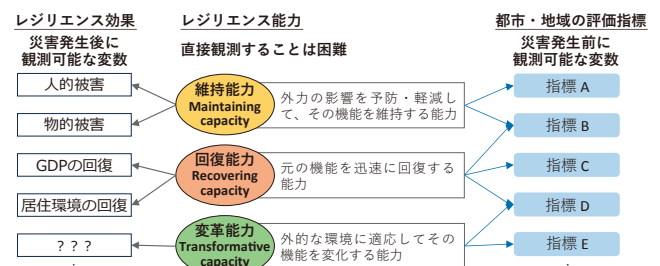 レジリエンス効果
災害発生後に
観測可能な変数
人的被害
物的被害
GDPの回復
居住環境の回復
？？？
レジリエンス能力
直接観測することは困難
維持能力
Maintaining
capacity
外力の影響を予防・軽減し
て、その機能を維持する能力
回復能力
Recovering
capacity
元の機能を迅速に回復する
能力
変革能力
Transformative
capacity
外的な環境に適応してその
機能を変化する能力
都市・地域の評価指標
災害発生前に
観測可能な変数
指標 A
指標 B
指標 C
指標 D
指標 E